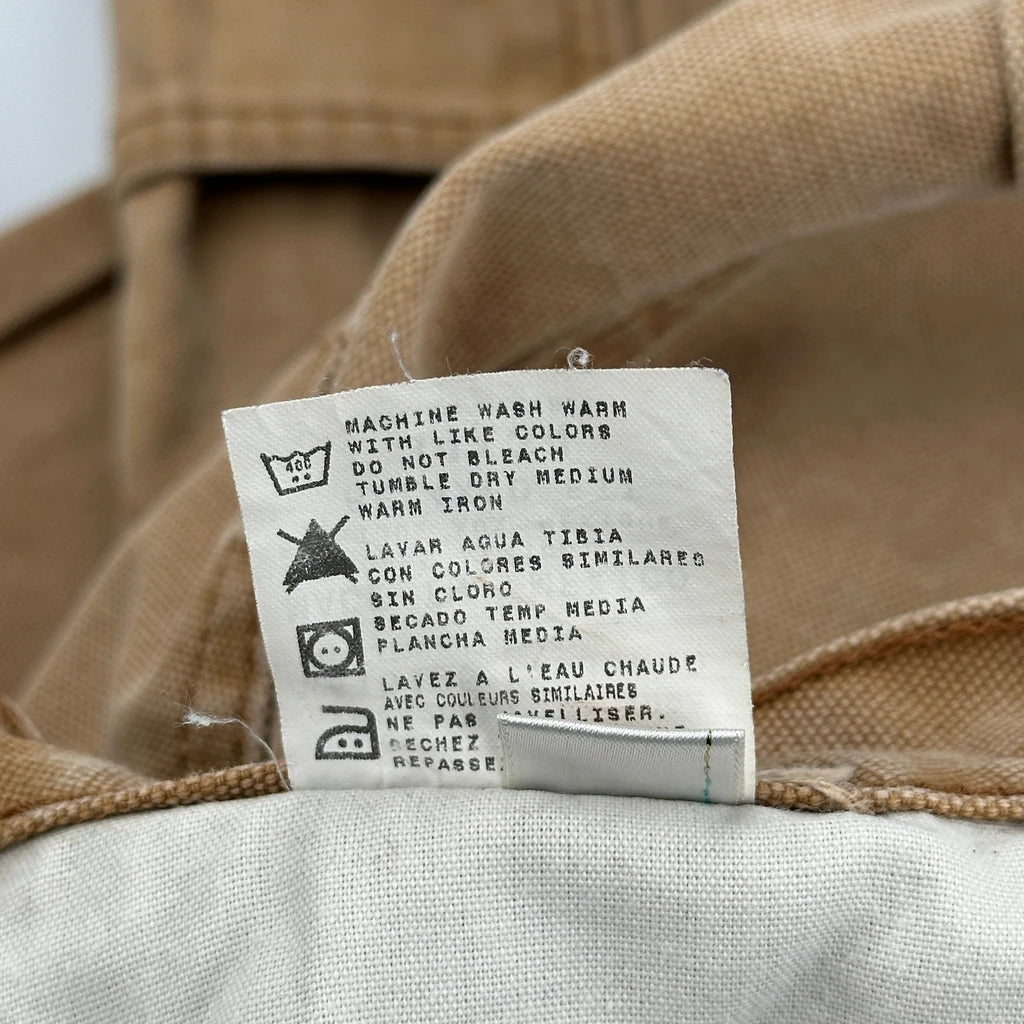 MACHINE WASH WARM
WITH LIKE COLORS
DO NOT BLEACH
TUMBLE DRY MEDIUM
WARM IRON
LAVAR AGUA TIBIA
CON COLORES SIMILARES
SIN CLORO
SECADO TEMP MEDIA
PLANCHA MEDIA
LAVEZ A L'EAU CHAUDE
AVEC COULEURS SIMILAIRES
NE PAS
SECHEZ
REPASSE